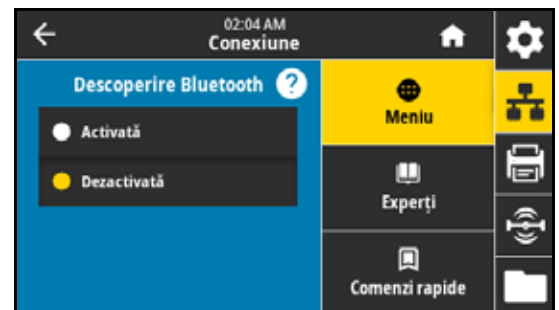 02:04 AM
Conexiune
Descoperire Bluetooth ?
Activată
Dezactivată
Meniu
Experți
Comenzi rapide